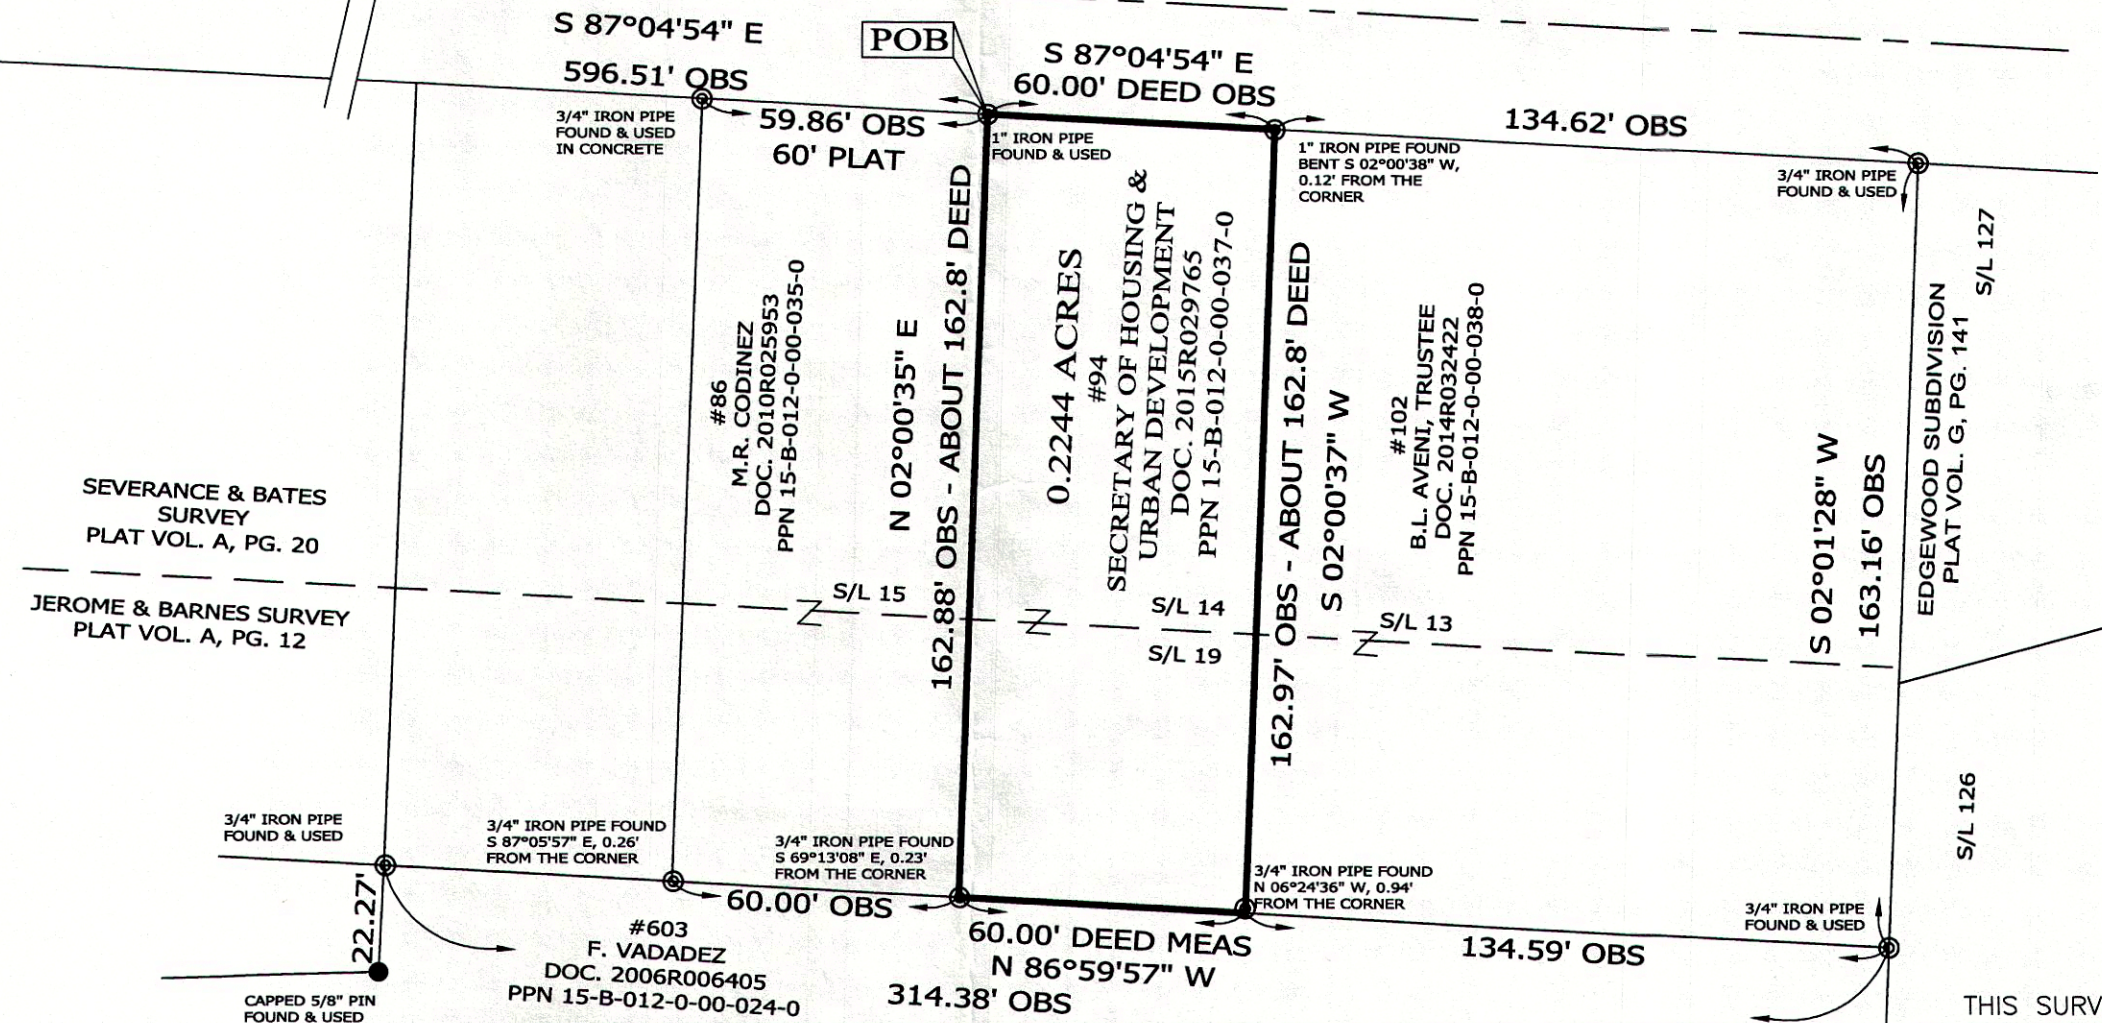 S 87°04'54" E
596.51' OBS
POB
S 87°04'54" E
60.00' DEED OBS
3/4" IRON PIPE
FOUND & USED
IN CONCRETE
59.86' OBS
60' PLAT
1" IRON PIPE
FOUND & USED
134.62' OBS
1" IRON PIPE FOUND
BENT S 02°00'38" W,
0.12' FROM THE
CORNER
3/4" IRON PIPE
FOUND & USED
#86
M.R. CODINEZ
DOC. 2010R025953
PPN 15-B-012-0-00-035-0
N 02°00'35" E
162.88' OBS - ABOUT 162.8' DEED
0.2244 ACRES
#94
SECRETARY OF HOUSING &
URBAN DEVELOPMENT
DOC. 2015R029765
PPN 15-B-012-0-00-037-0
162.97' OBS - ABOUT 162.8' DEED
S 02°00'37" W
#102
B.L. AVENI, TRUSTEE
DOC. 2014R032422
PPN 15-B-012-0-00-038-0
S 02°01'28" W
163.16' OBS
EDGEWOOD SUBDIVISION
PLAT VOL. G, PG. 141
S/L 127
SEVERANCE & BATES
SURVEY
PLAT VOL. A, PG. 20
JEROME & BARNES SURVEY
PLAT VOL. A, PG. 12
S/L 15
S/L 14
S/L 19
S/L 13
S/L 126
3/4" IRON PIPE
FOUND & USED
3/4" IRON PIPE FOUND
S 87°05'57" E, 0.26'
FROM THE CORNER
3/4" IRON PIPE FOUND
S 69°13'08" E, 0.23'
FROM THE CORNER
3/4" IRON PIPE FOUND
N 06°24'36" W, 0.94'
FROM THE CORNER
3/4" IRON PIPE
FOUND & USED
22.27'
60.00' OBS
#603
F. VADADEZ
DOC. 2006R006405
PPN 15-B-012-0-00-024-0
60.00' DEED MEAS
N 86°59'57" W
314.38' OBS
134.59' OBS
CAPPED 5/8" PIN
FOUND & USED
THIS SURV